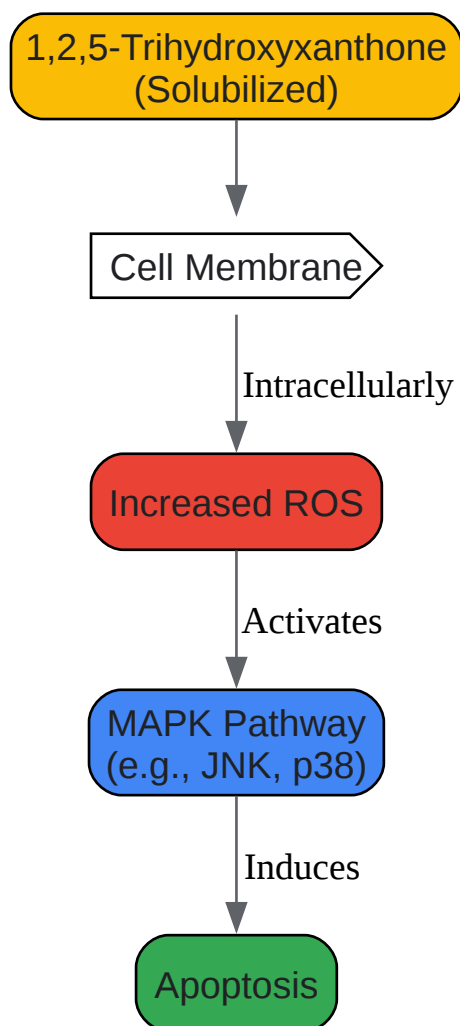 1,2,5-Trihydroxyxanthone
(Solubilized)
Cell Membrane
Intracellularly
Increased ROS
Activates
MAPK Pathway
(e.g., JNK, p38)
Induces
Apoptosis